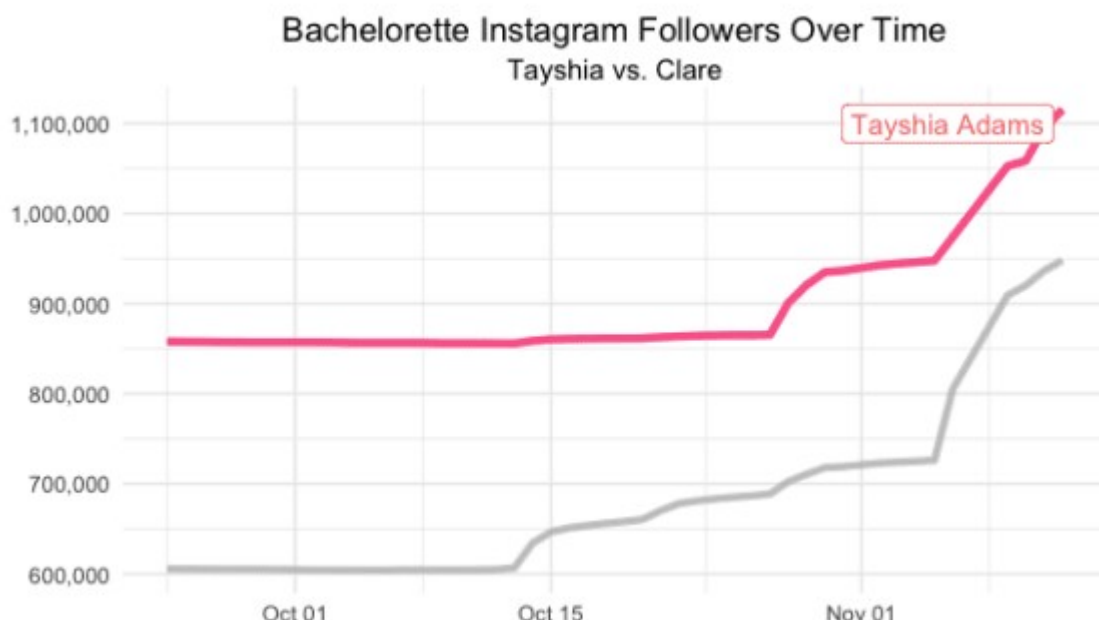 Bachelorette Instagram Followers Over Time
Tayshia vs. Clare
1,100,000
Tayshia Adams
1,000,000
900,000
800,000
700,000
600,000
Oct 01 Oct 15 Nov 01